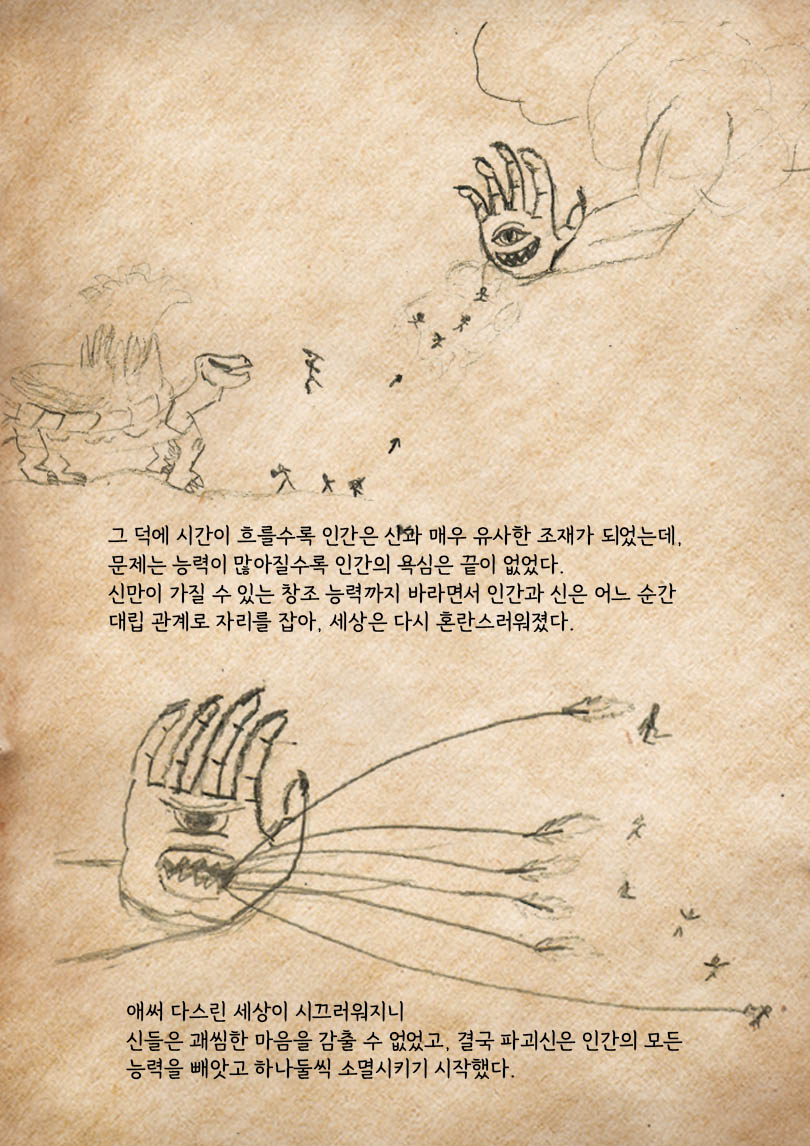 그 덕에 시간이 흐를수록 인간은 신과 매우 유사한 조재가 되었는데,
문제는 능력이 많아질수록 인간의 욕심은 끝이 없었다.
신만이 가질 수 있는 창조 능력까지 바라면서 인간과 신은 어느 순간
대립 관계로 자리를 잡아, 세상은 다시 혼란스러워졌다.
애써 다스린 세상이 시끄러워지니
신들은 괘씸한 마음을 감출 수 없었고, 결국 파괴신은 인간의 모든
능력을 빼앗고 하나둘씩 소멸시키기 시작했다.